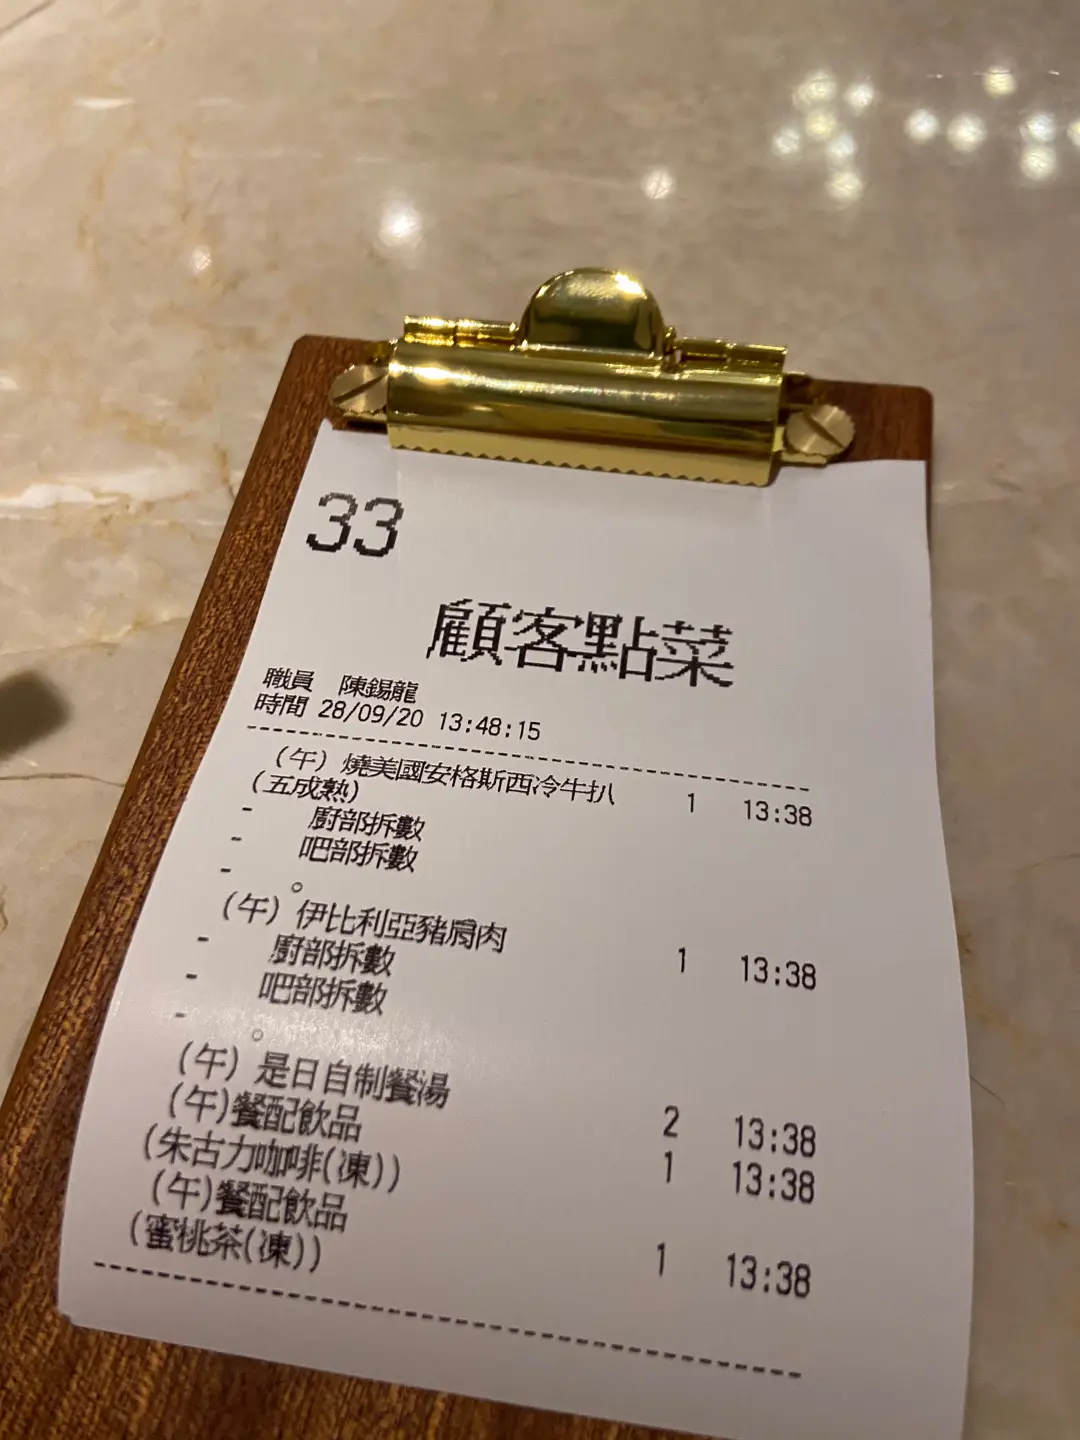 33
顧客點菜
職員 陳錫龍
時間 28/09/20 13:48:15
(午) 燒美國安格斯西冷牛扒 1 13:38
(五成熟)
- 廚部拆數
- 吧部拆數
- 。
(午) 伊比利亞豬肩肉 1 13:38
- 廚部拆數
- 吧部拆數
- 。
(午) 是日自制餐湯 2 13:38
(午)餐配飲品 1 13:38
(朱古力咖啡(凍))
(午)餐配飲品 1 13:38
(蜜桃茶(凍))